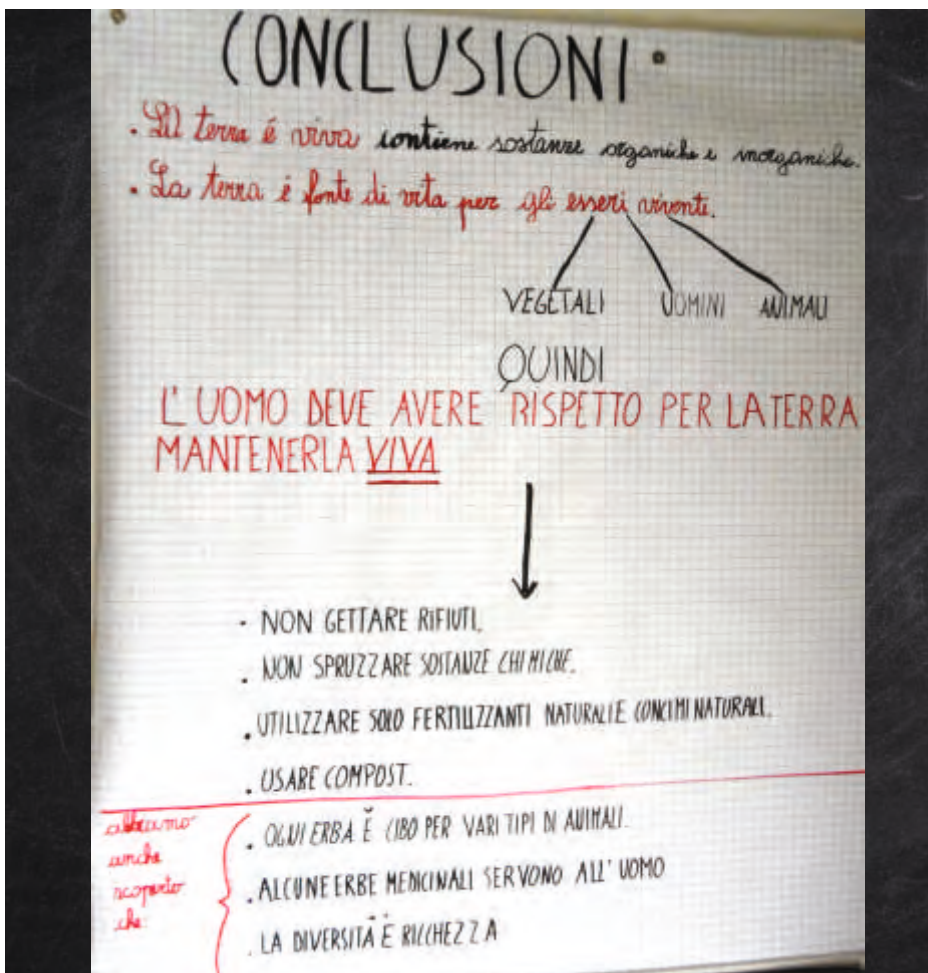 CONCLUSIONI
. La terra é viva contiene sostanze organiche e inorganiche.
. La terra é fonte di vita per gli esseri vivente.
VEGETALI UOMINI ANIMALI
QUINDI
L'UOMO DEVE AVERE RISPETTO PER LA TERRA
MANTENERLA VIVA
- NON GETTARE RIFIUTI.
. NON SPRUZZARE SOSTANZE CHIMICHE.
. UTILIZZARE SOLO FERTILIZZANTI NATURALI E CONCIMI NATURALI.
. USARE COMPOST.
abbiamo
anche
scoperto
che:
. OGNI ERBA È CIBO PER VARI TIPI DI ANIMALI.
. ALCUNE ERBE MEDICINALI SERVONO ALL'UOMO
. LA DIVERSITÀ È RICCHEZZA